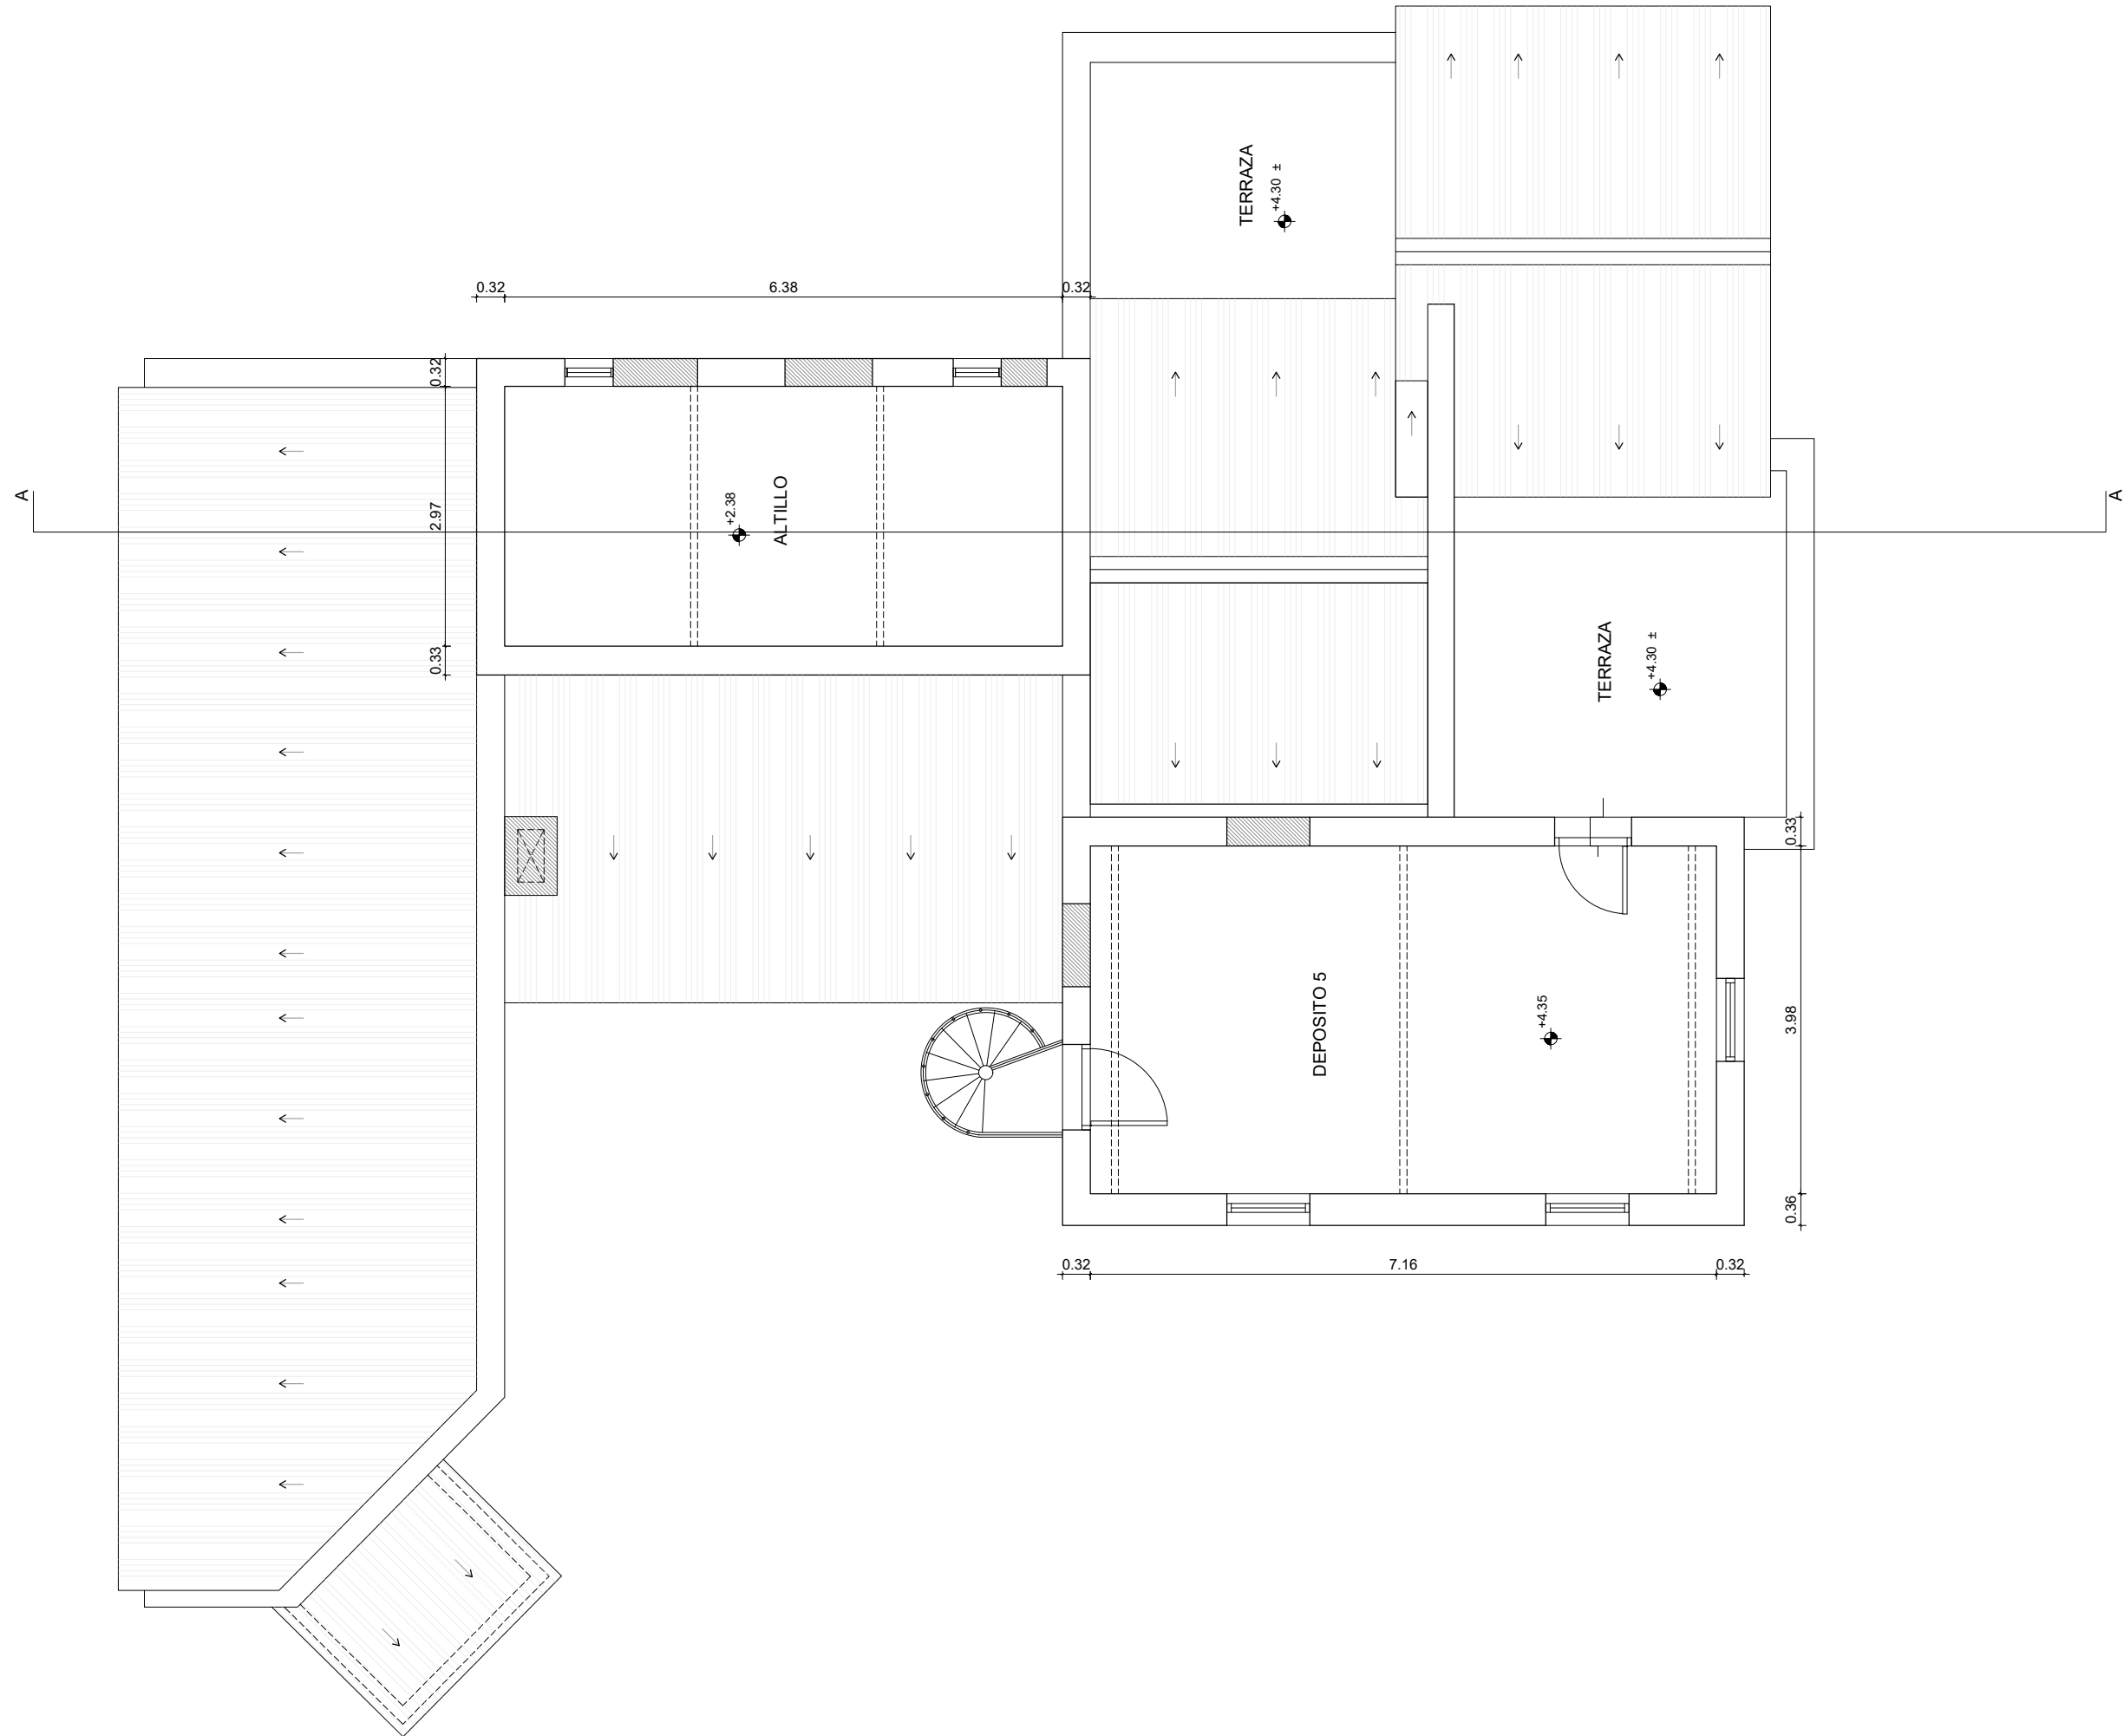 TERRAZA
+4.30 ±
0.32
6.38
0.32
0.32
2.97
0.33
+2.38
ALTILLO
A
A
TERRAZA
+4.30 ±
0.33
3.98
0.36
DEPOSITO 5
+4.35
0.32
7.16
0.32